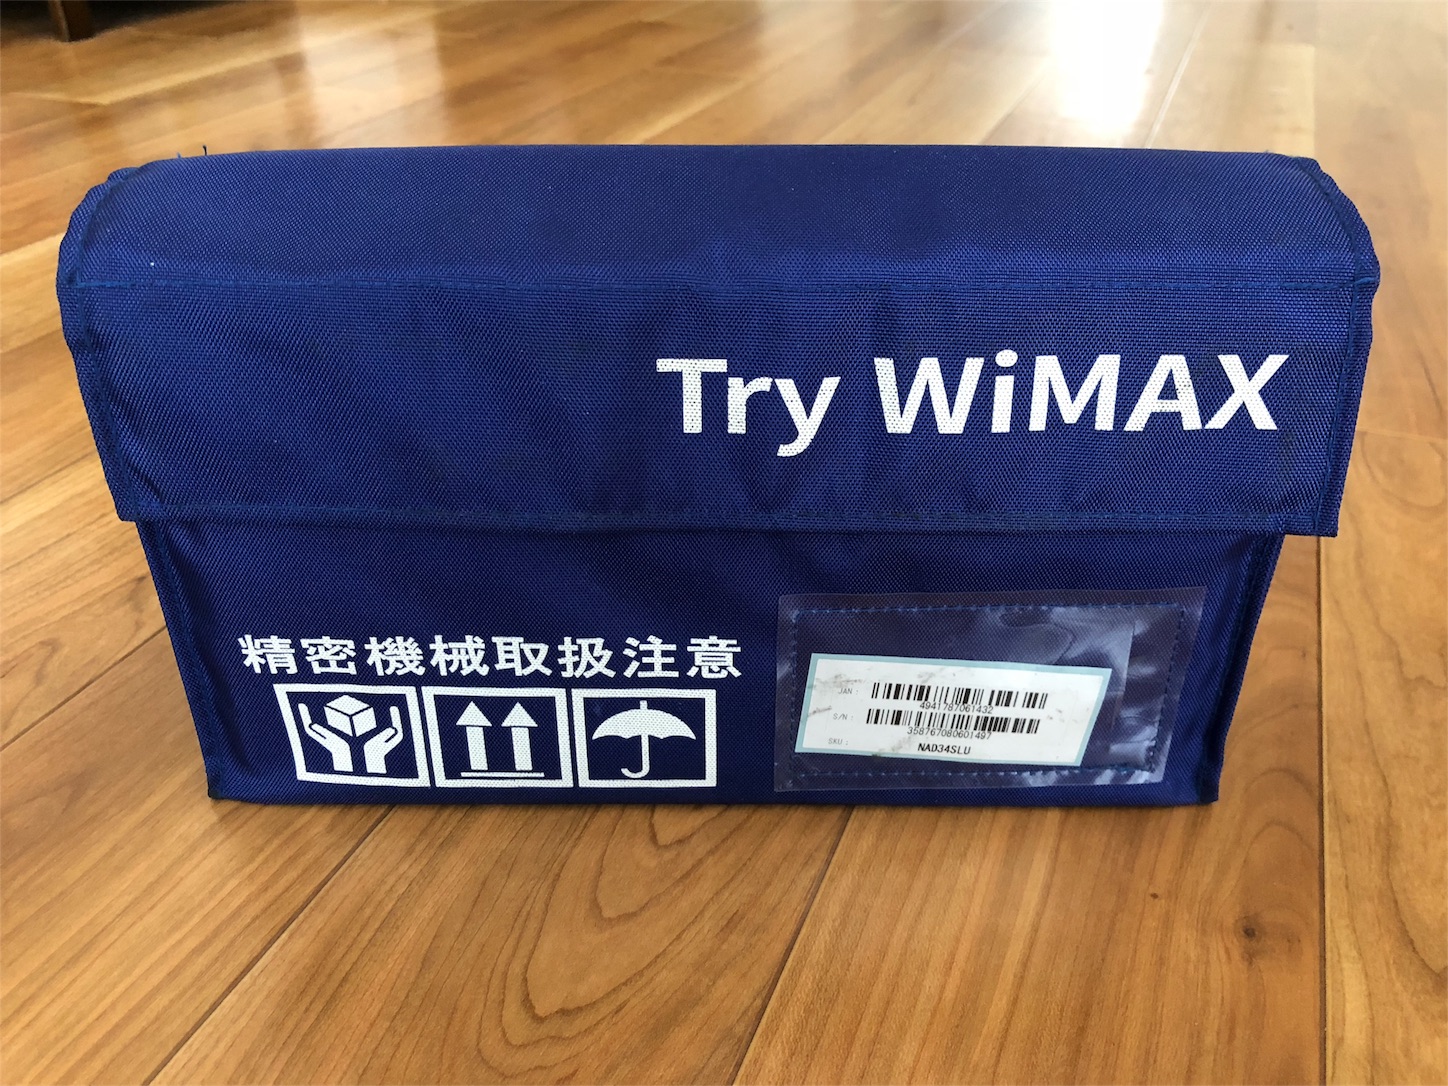 Try WiMAX
精密機械取扱注意
JAN :
4941787061432
S/N :
358767080601497
SKU :
NAD34SLU